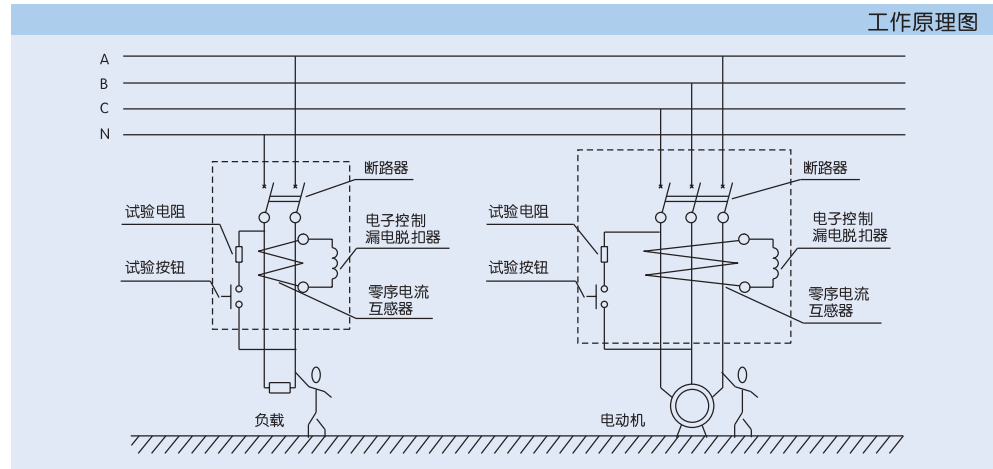 工作原理图
A
B
C
N
断路器
试验电阻
电子控制
漏电脱扣器
试验按钮
零序电流
互感器
负载
断路器
试验电阻
电子控制
漏电脱扣器
试验按钮
零序电流
互感器
电动机